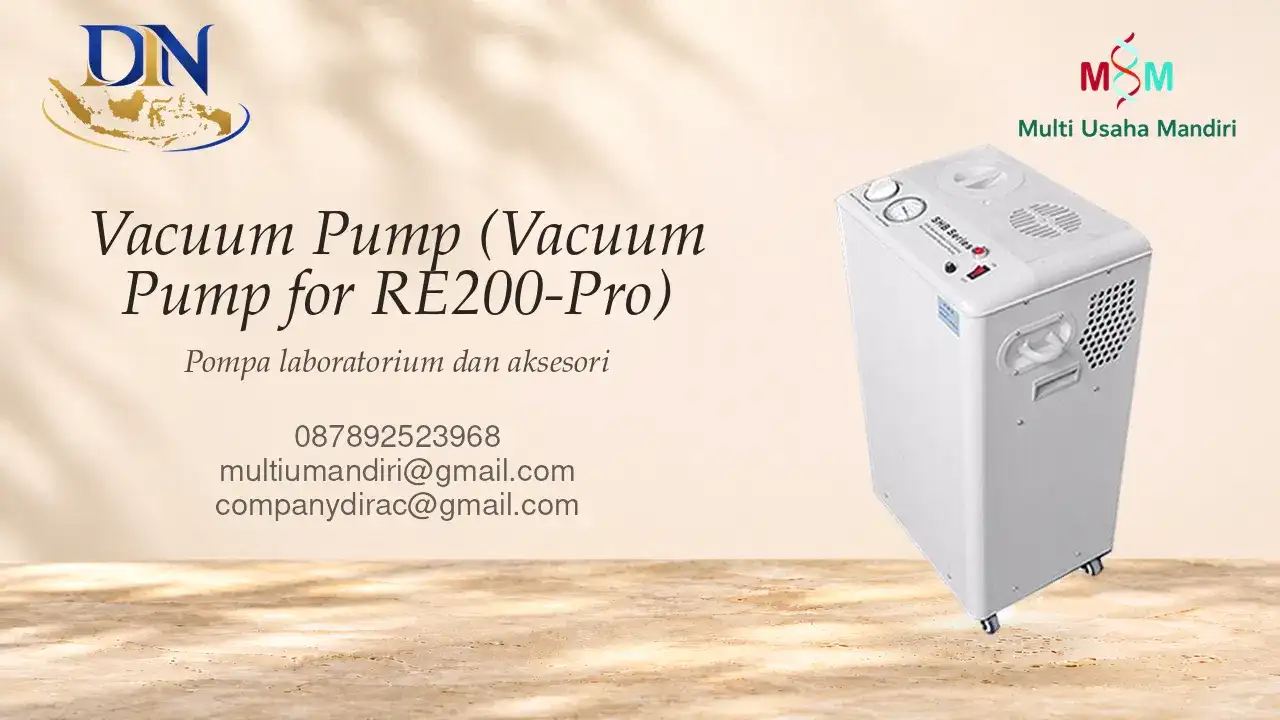 DN
MSM
Multi Usaha Mandiri
Vacuum Pump (Vacuum
Pump for RE200-Pro)
Pompa laboratorium dan aksesori
087892523968
multiumandiri@gmail.com
companydirac@gmail.com
SHB Series